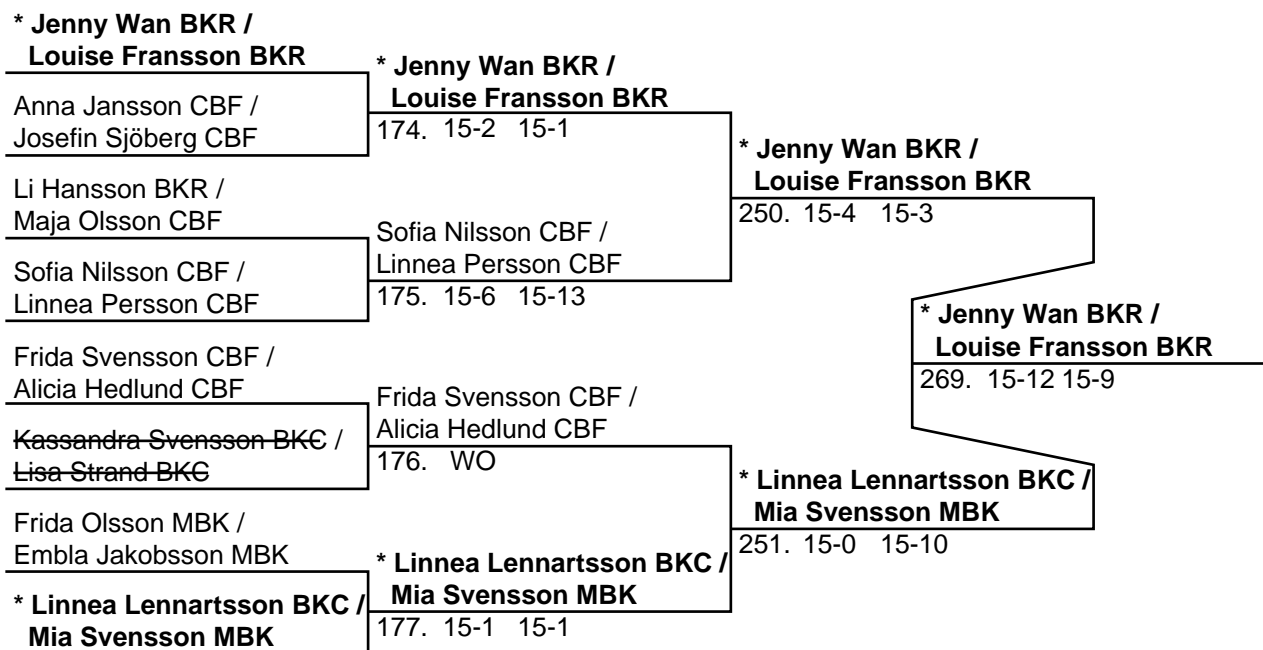 * Jenny Wan BKR /
Louise Fransson BKR
Anna Jansson CBF /
Josefin Sjöberg CBF
Li Hansson BKR /
Maja Olsson CBF
Sofia Nilsson CBF /
Linnea Persson CBF
Frida Svensson CBF /
Alicia Hedlund CBF
Kassandra Svensson BKC /
Lisa Strand BKC
Frida Olsson MBK /
Embla Jakobsson MBK
* Linnea Lennartsson BKC /
Mia Svensson MBK
* Jenny Wan BKR /
Louise Fransson BKR
174. 15-2 15-1
Sofia Nilsson CBF /
Linnea Persson CBF
175. 15-6 15-13
Frida Svensson CBF /
Alicia Hedlund CBF
176. WO
* Linnea Lennartsson BKC /
Mia Svensson MBK
177. 15-1 15-1
* Jenny Wan BKR /
Louise Fransson BKR
250. 15-4 15-3
* Linnea Lennartsson BKC /
Mia Svensson MBK
251. 15-0 15-10
* Jenny Wan BKR /
Louise Fransson BKR
269. 15-12 15-9